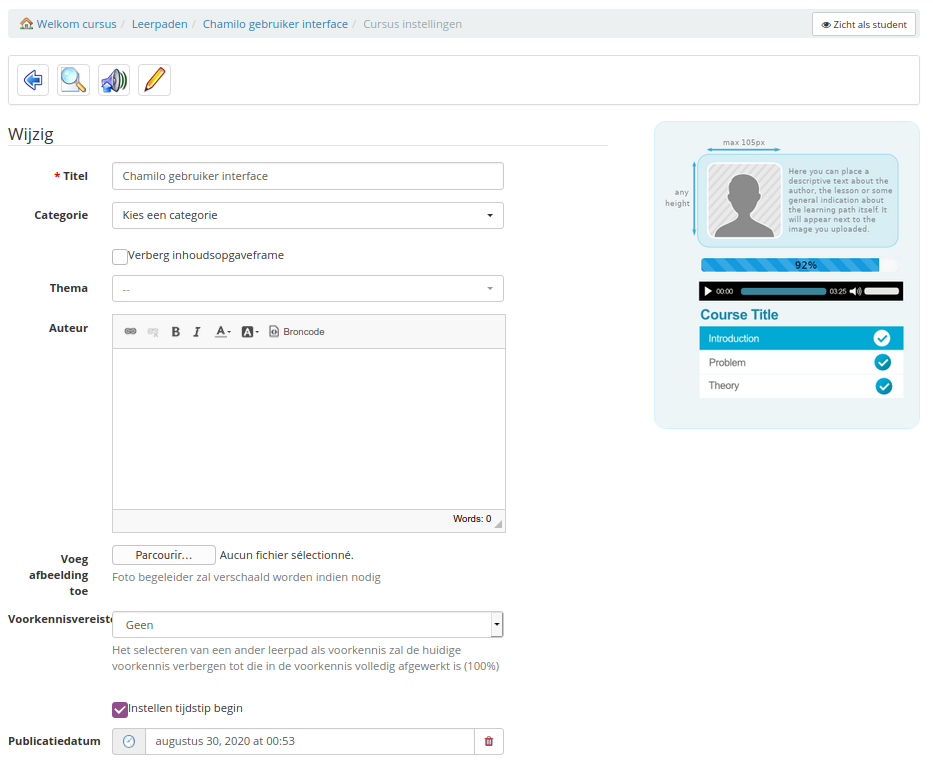 Welkom cursus / Leerpaden / Chamilo gebruiker interface / Cursus instellingen
Zicht als student
Wijzig
* Titel
Chamilo gebruiker interface
Categorie
Kies een categorie
Verberg inhoudsopgaveframe
Thema
--
Auteur
B I A A Broncode
Words: 0
Voeg
afbeelding
toe
Parcourir... Aucun fichier sélectionné.
Foto begeleider zal verschaald worden indien nodig
Voorkennisvereiste
Geen
Het selecteren van een ander leerpad als voorkennis zal de huidige
voorkennis verbergen tot die in de voorkennis volledig afgewerkt is (100%)
Instellen tijdstip begin
Publicatiedatum
augustus 30, 2020 at 00:53
max 105px
any
height
Here you can place a
descriptive text about the
author, the lesson or some
general indication about
the learning path itself. It
will appear next to the
image you uploaded.
92%
00:00 03:25
Course Title
Introduction
Problem
Theory